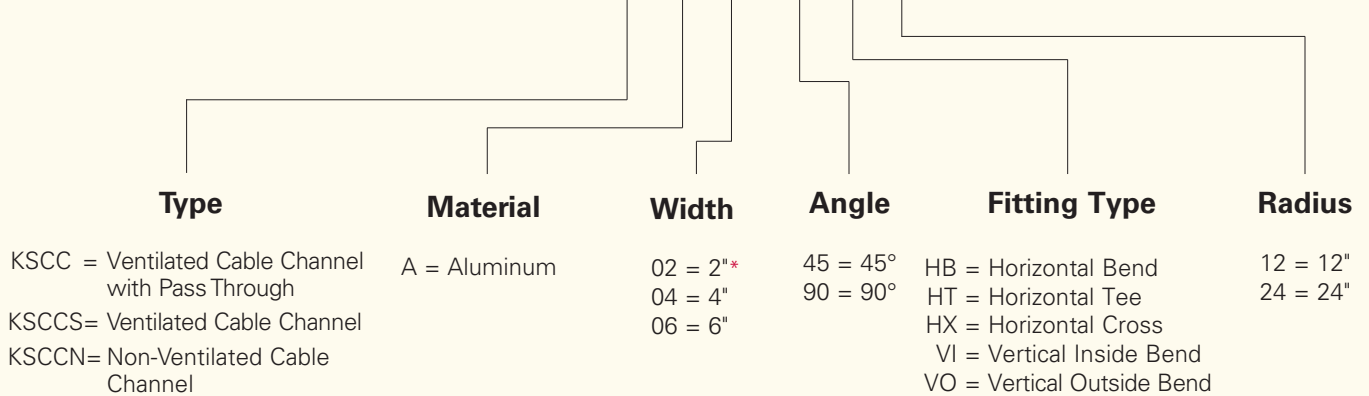 Type
KSCC = Ventilated Cable Channel
with Pass Through
KSCCS= Ventilated Cable Channel
KSCCN= Non-Ventilated Cable
Channel
Material
A = Aluminum
Width
02 = 2"*
04 = 4"
06 = 6"
Angle
45 = 45°
90 = 90°
Fitting Type
HB = Horizontal Bend
HT = Horizontal Tee
HX = Horizontal Cross
VI = Vertical Inside Bend
VO = Vertical Outside Bend
Radius
12 = 12"
24 = 24"